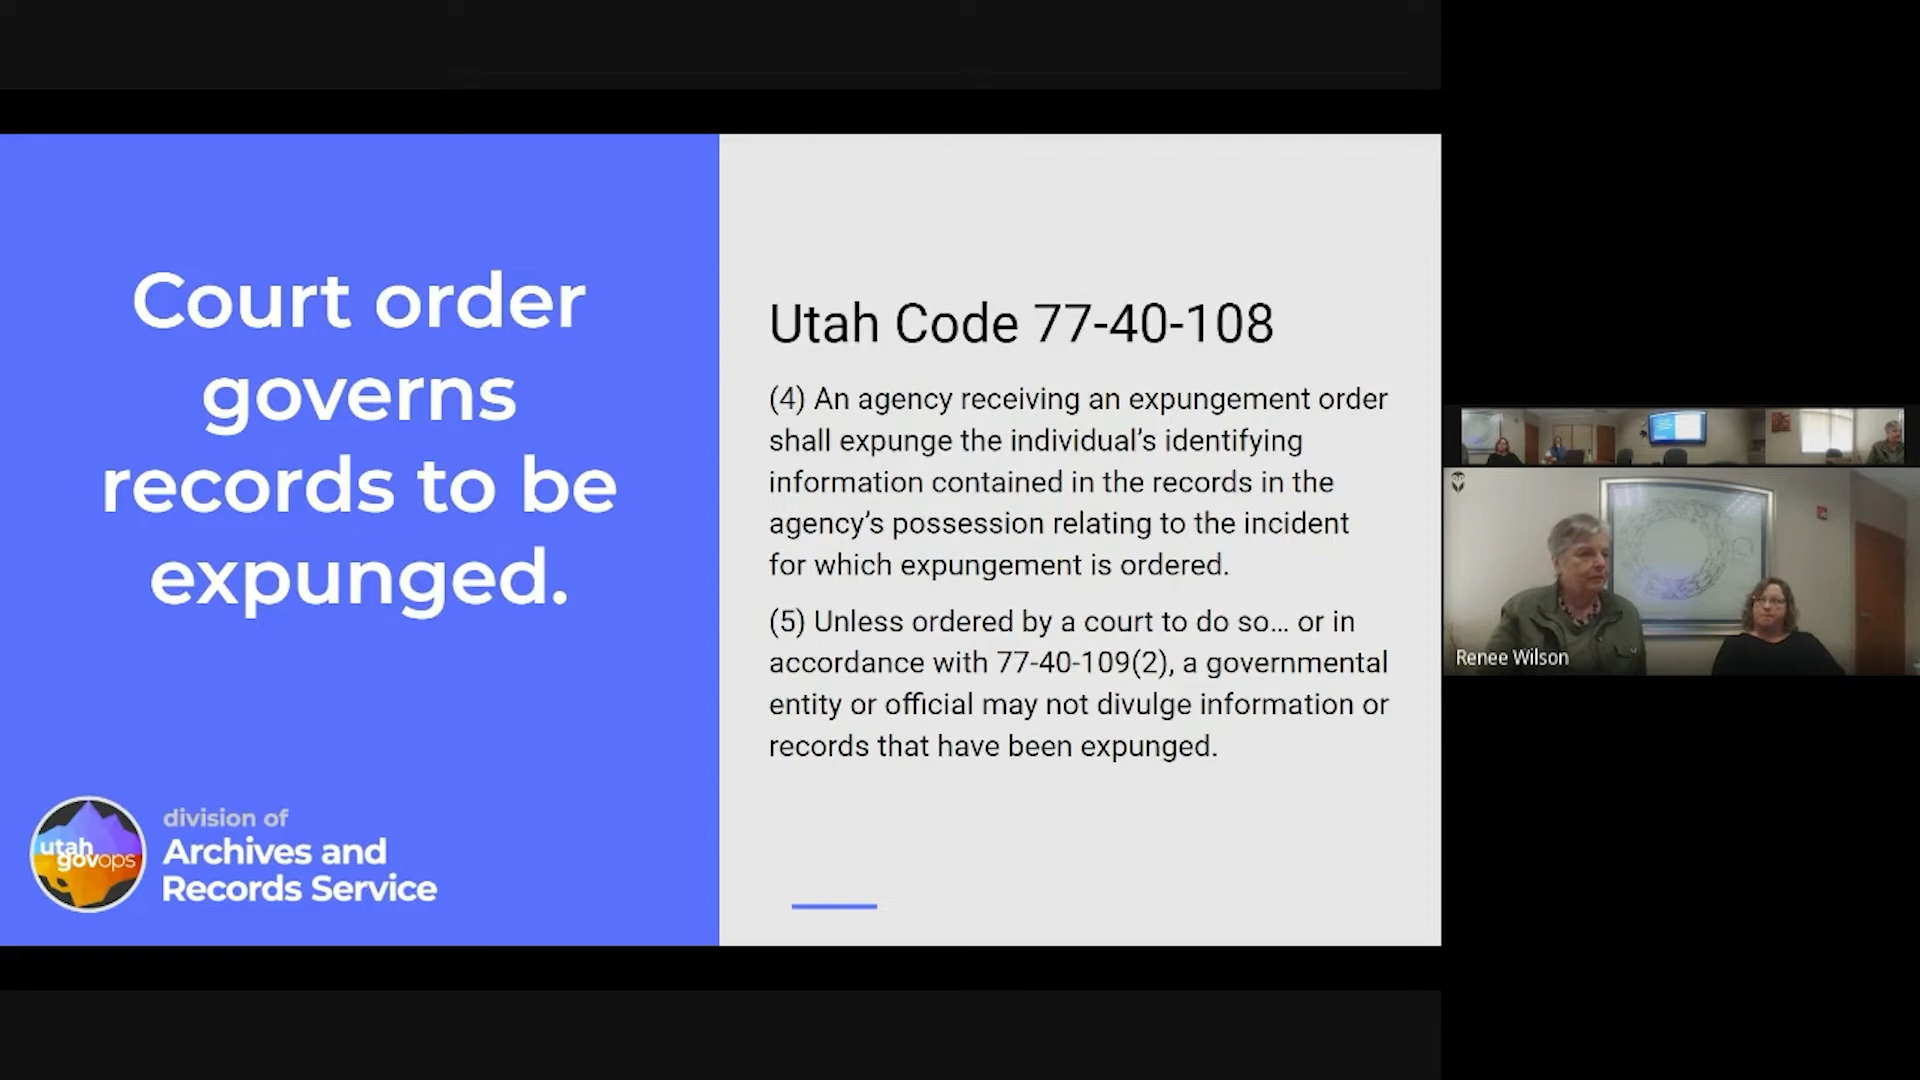 Court order
governs
records to be
expunged.
utah
govops
division of
Archives and
Records Service
Utah Code 77-40-108
(4) An agency receiving an expungement order
shall expunge the individual’s identifying
information contained in the records in the
agency’s possession relating to the incident
for which expungement is ordered.
(5) Unless ordered by a court to do so... or in
accordance with 77-40-109(2), a governmental
entity or official may not divulge information or
records that have been expunged.
Renee Wilson